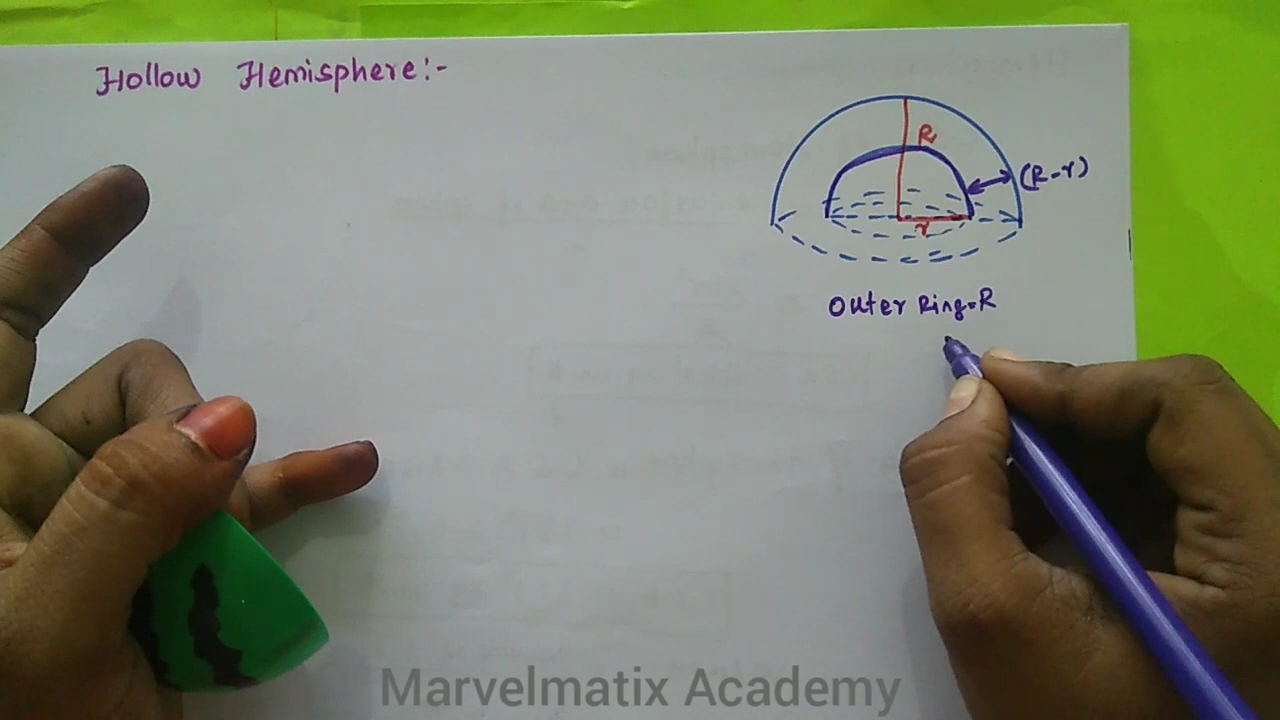 Hollow Hemisphere:-
R
(R-r)
r
Outer Ring=R
Marvelmatix Academy